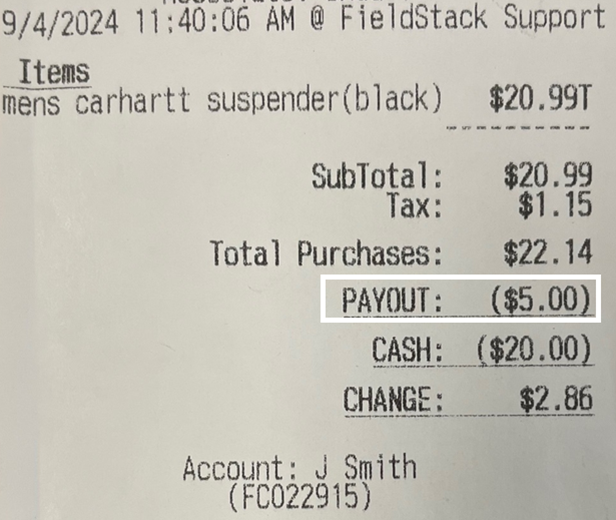 9/4/2024 11:40:06 AM @ FieldStack Support
Items
mens carhartt suspender(black) $20.99T
SubTotal: $20.99
Tax: $1.15
Total Purchases: $22.14
PAYOUT: ($5.00)
CASH: ($20.00)
CHANGE: $2.86
Account: J Smith
(FC022915)